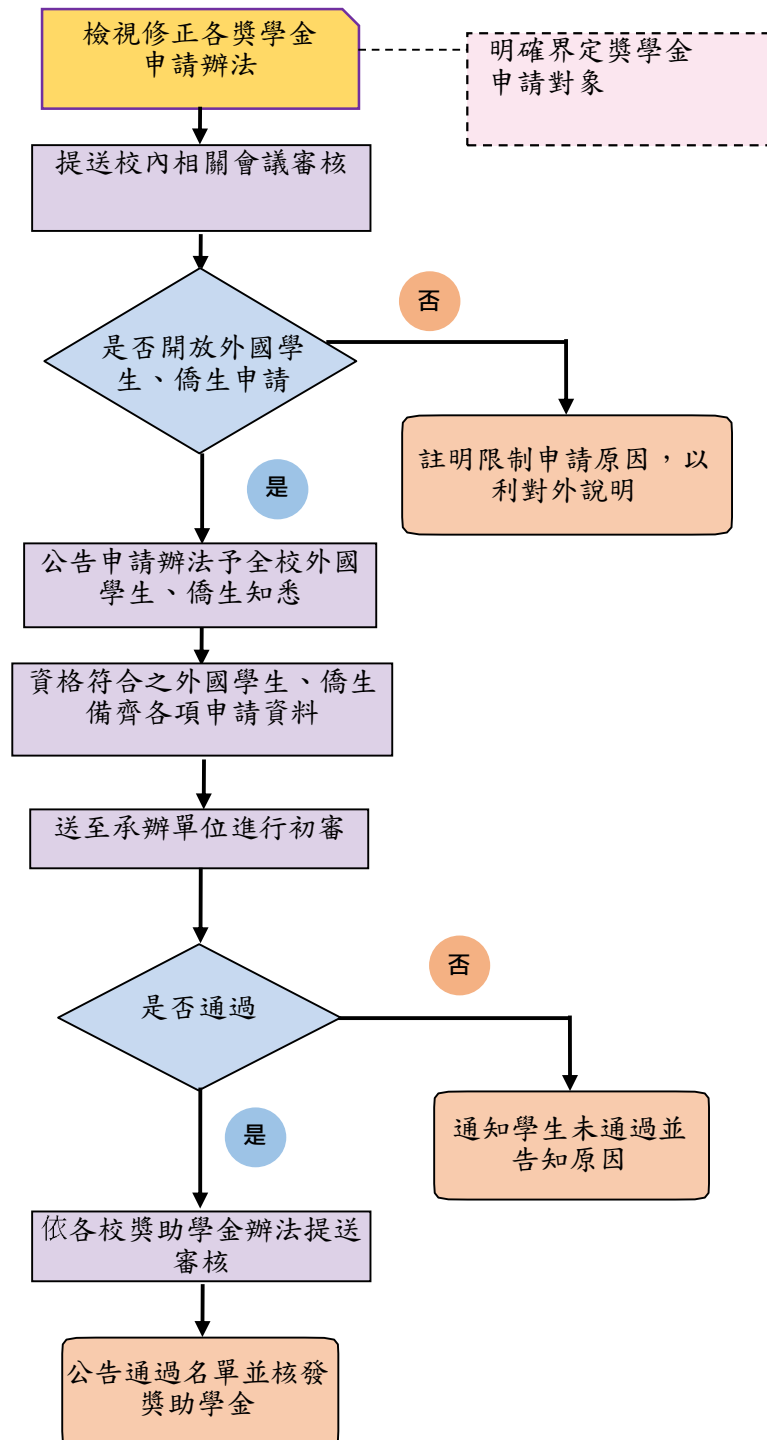 檢視修正各獎學金
申請辦法
明確界定獎學金
申請對象
提送校內相關會議審核
否
是否開放外國學
生、僑生申請
註明限制申請原因，以
利對外說明
是
公告申請辦法予全校外國
學生、僑生知悉
資格符合之外國學生、僑生
備齊各項申請資料
送至承辦單位進行初審
否
是否通過
通知學生未通過並
告知原因
是
依各校獎助學金辦法提送
審核
公告通過名單並核發
獎助學金